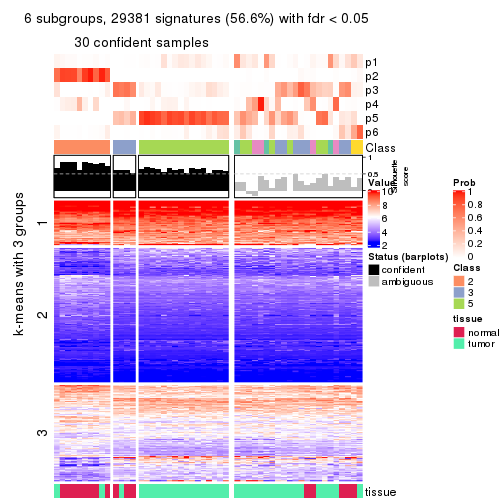 6 subgroups, 29381 signatures (56.6%) with fdr < 0.05
30 confident samples
p1
p2
p3
p4
p5
p6
Class
1
0.5
0
Silhouette
score
Value
10
8
6
4
2
Status (barplots)
confident
ambiguous
Prob
1
0.8
0.6
0.4
0.2
0
Class
2
3
5
tissue
normal
tumor
k-means with 3 groups
1
2
3
tissue